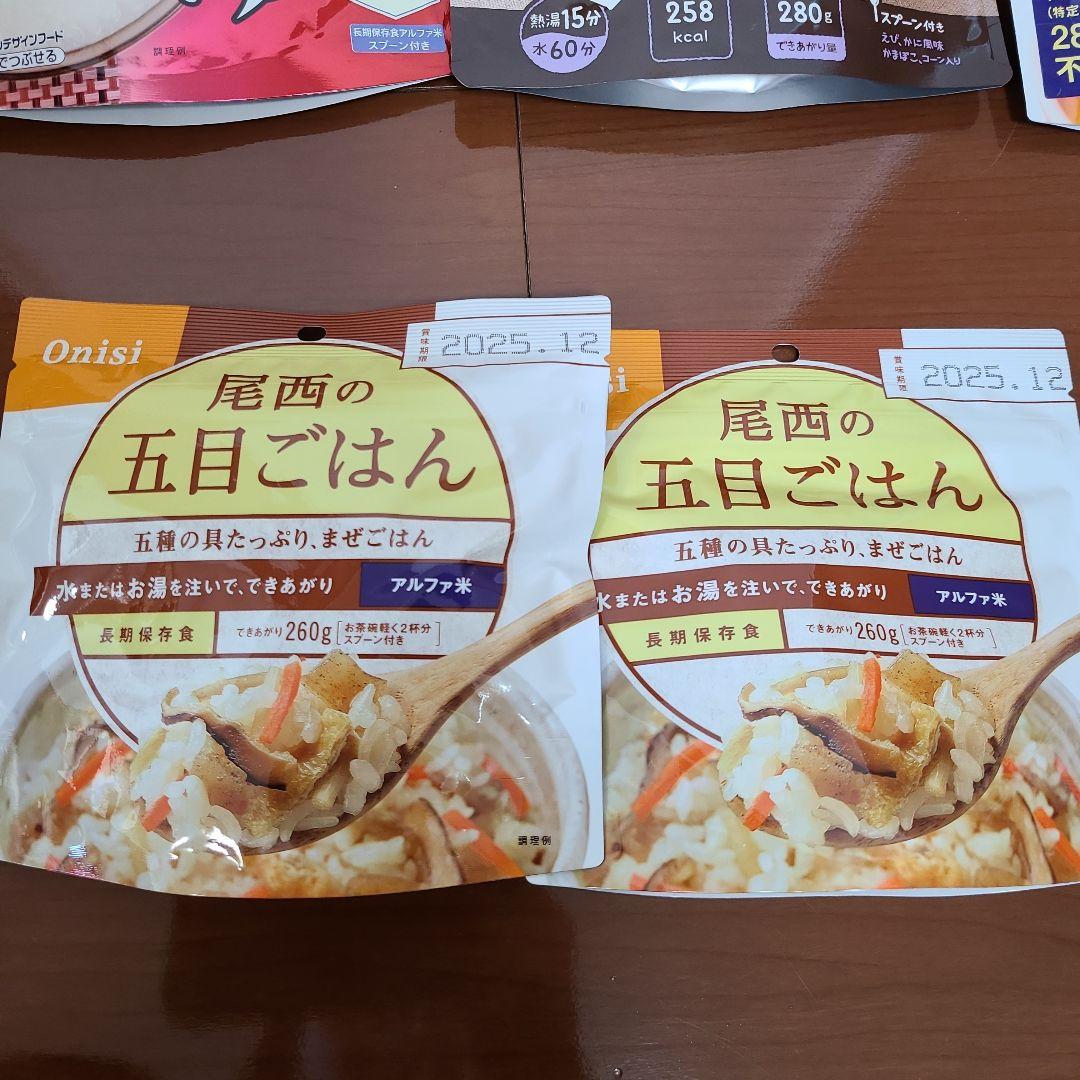 デザインフード
でつぶせる
調理例
長期保存食アルファ米
スプーン付き
熱湯15分
水60分
258
kcal
280g
できあがり量
スプーン付き
えび、かに風味
かまぼこ、コーン入り
(特定
28
不
Onisi
賞味期限
2025.12
尾西の
五目ごはん
五種の具たっぷり、まぜごはん
水またはお湯を注いで、できあがり
アルファ米
長期保存食
できあがり260g
お茶碗軽く2杯分
スプーン付き
調理例
si
賞味期限
2025.12
尾西の
五目ごはん
五種の具たっぷり、まぜごはん
水またはお湯を注いで、できあがり
アルファ米
長期保存食
できあがり260g
お茶碗軽く2杯分
スプーン付き